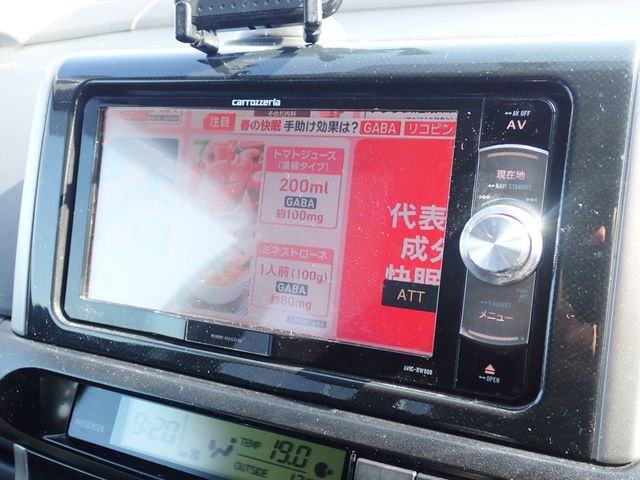 carrozzeria
注目 春の快眠 手助け効果は? GABA リコピン
トマトジュース
(濃縮タイプ)
200ml
GABA
約100mg
ミネストローネ
1人前(100g)
GABA
約80mg
代表
成分
快眠
ATT
AV OFF
AV
現在地
NAVI STANDBY
メニュー
OPEN
AVIC-RW900
PASSENGER
9:20
TEMP 19.0
OUTSIDE